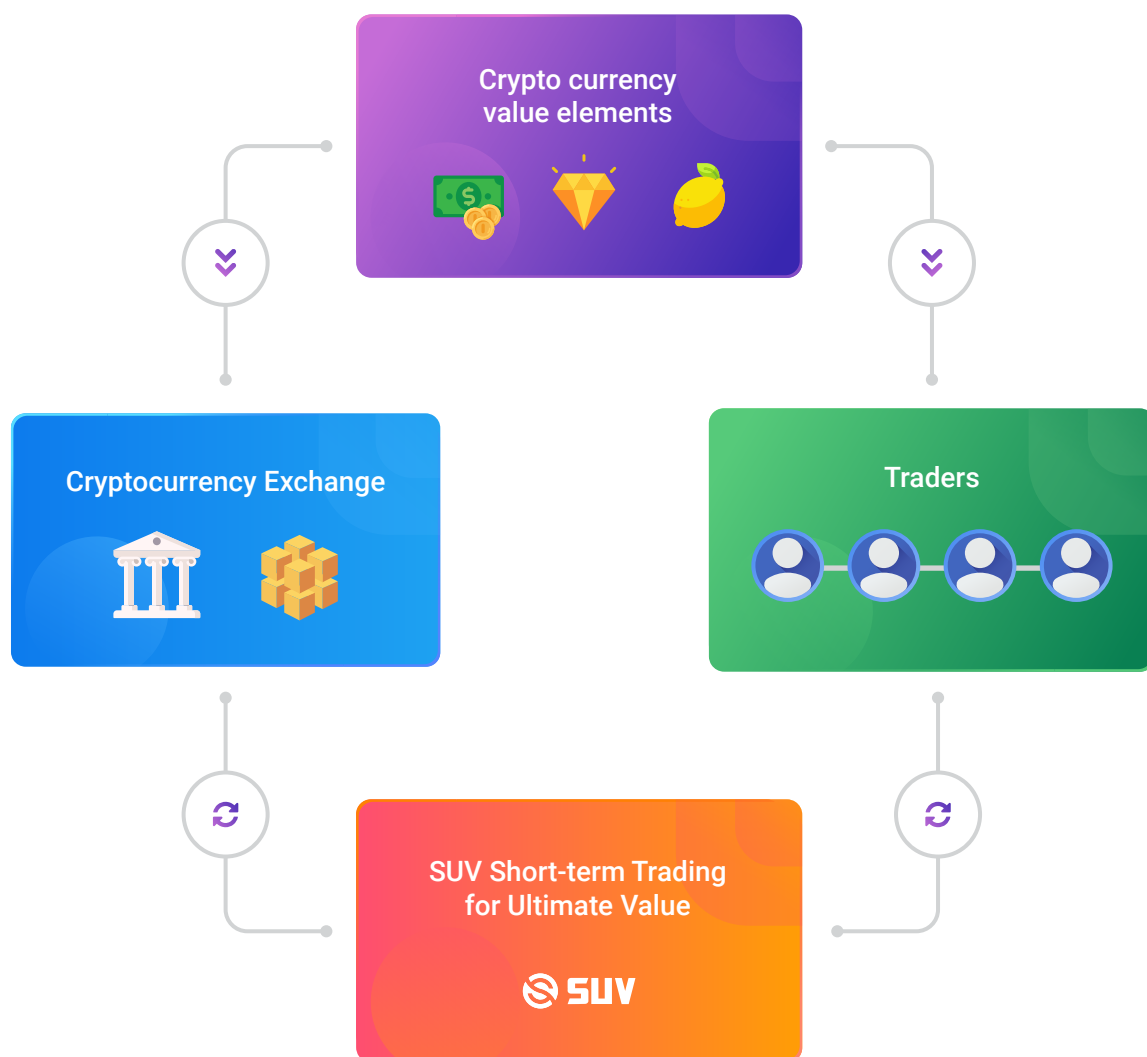 Crypto currency
value elements
Cryptocurrency Exchange
Traders
SUV Short-term Trading
for Ultimate Value
SUV